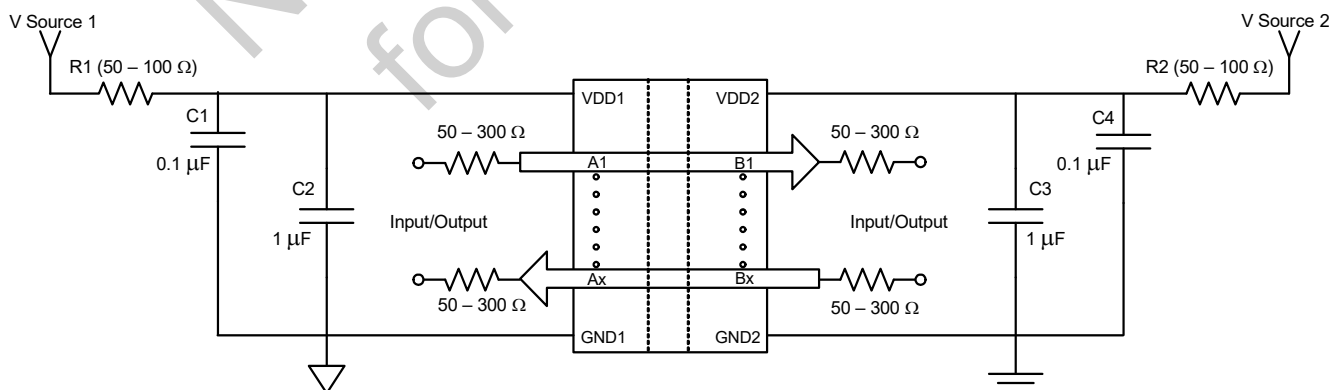 V Source 1
V Source 2
R1 (50 – 100 Ω)
R2 (50 – 100 Ω)
VDD1
VDD2
C1
0.1 μF
C4
0.1 μF
50 – 300 Ω
50 – 300 Ω
A1
B1
C2
1 μF
C3
1 μF
Input/Output
Input/Output
Ax
Bx
50 – 300 Ω
50 – 300 Ω
GND1
GND2
for